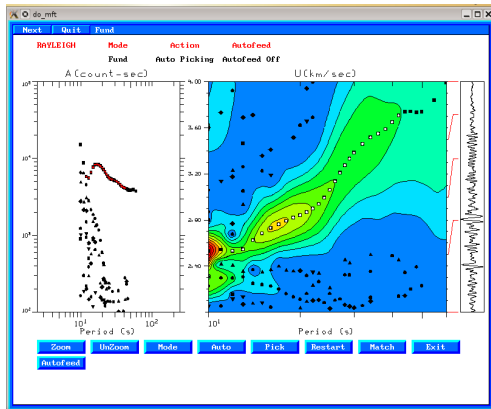 do_mft
Next Quit Fund
RAYLEIGH Mode Action Autofeed
Fund Auto Picking Autofeed Off
A(count-sec) U(km/sec)
10⁵ 4.00
3.60
10⁴
3.20
2.80
10³
2.40
10²
10¹ 10² 10¹
Period (s) Period (s)
Zoom UnZoom Mode Auto Pick Restart Match Exit
Autofeed